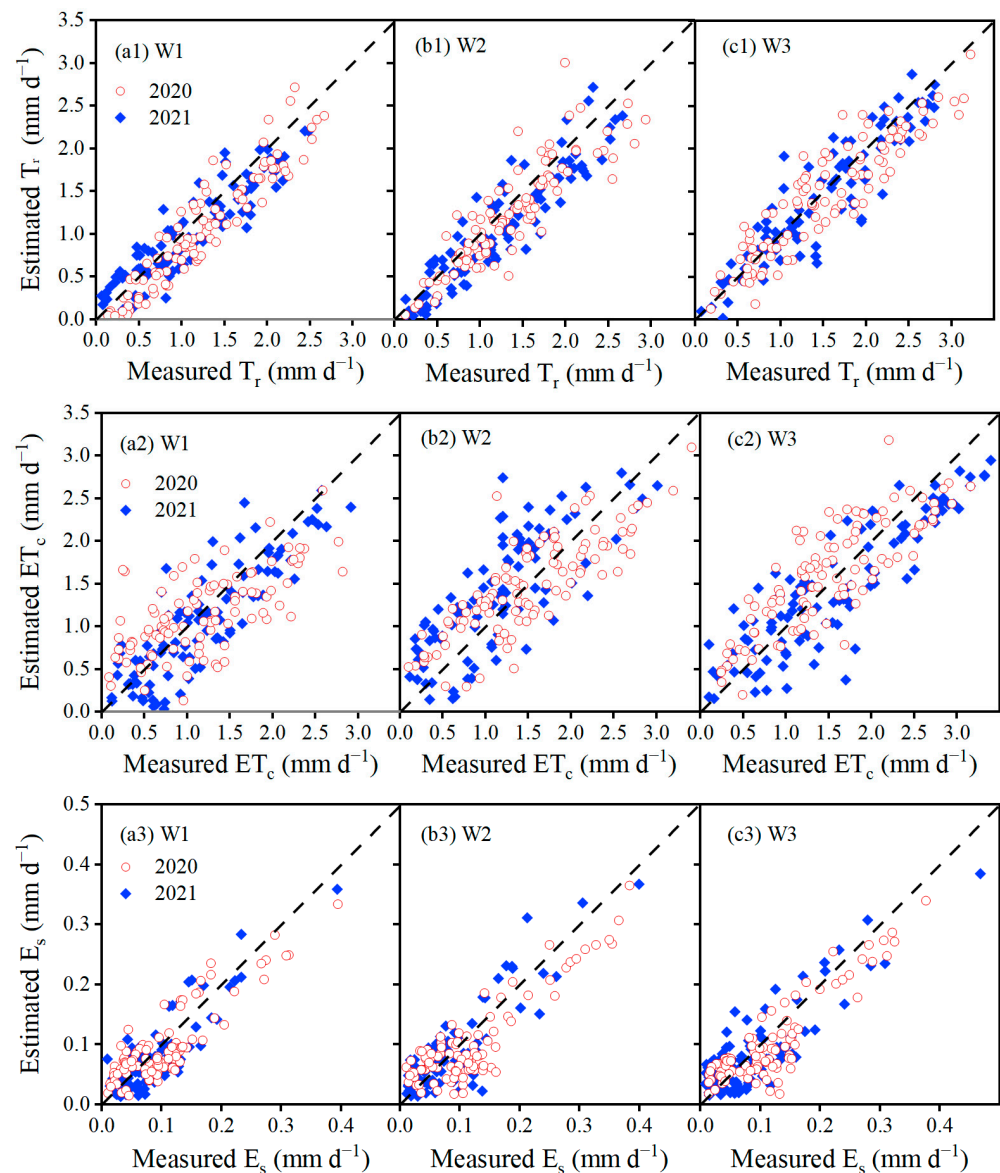 3.5
3.0
2.5
2.0
1.5
1.0
0.5
0.0
Estimated Tr (mm d−1)
(a1) W1
2020
2021
(b1) W2
(c1) W3
0.0 0.5 1.0 1.5 2.0 2.5 3.0 0.0 0.5 1.0 1.5 2.0 2.5 3.0 0.0 0.5 1.0 1.5 2.0 2.5 3.0
Measured Tr (mm d−1) Measured Tr (mm d−1) Measured Tr (mm d−1)
3.5
3.0
2.5
2.0
1.5
1.0
0.5
0.0
Estimated ETc (mm d−1)
(a2) W1
2020
2021
(b2) W2
(c2) W3
0.0 0.5 1.0 1.5 2.0 2.5 3.0 0.0 0.5 1.0 1.5 2.0 2.5 3.0 0.0 0.5 1.0 1.5 2.0 2.5 3.0
Measured ETc (mm d−1) Measured ETc (mm d−1) Measured ETc (mm d−1)
0.5
0.4
0.3
0.2
0.1
0.0
Estimated Es (mm d−1)
(a3) W1
2020
2021
(b3) W2
(c3) W3
0.0 0.1 0.2 0.3 0.4 0.0 0.1 0.2 0.3 0.4 0.0 0.1 0.2 0.3 0.4
Measured Es (mm d−1) Measured Es (mm d−1) Measured Es (mm d−1)